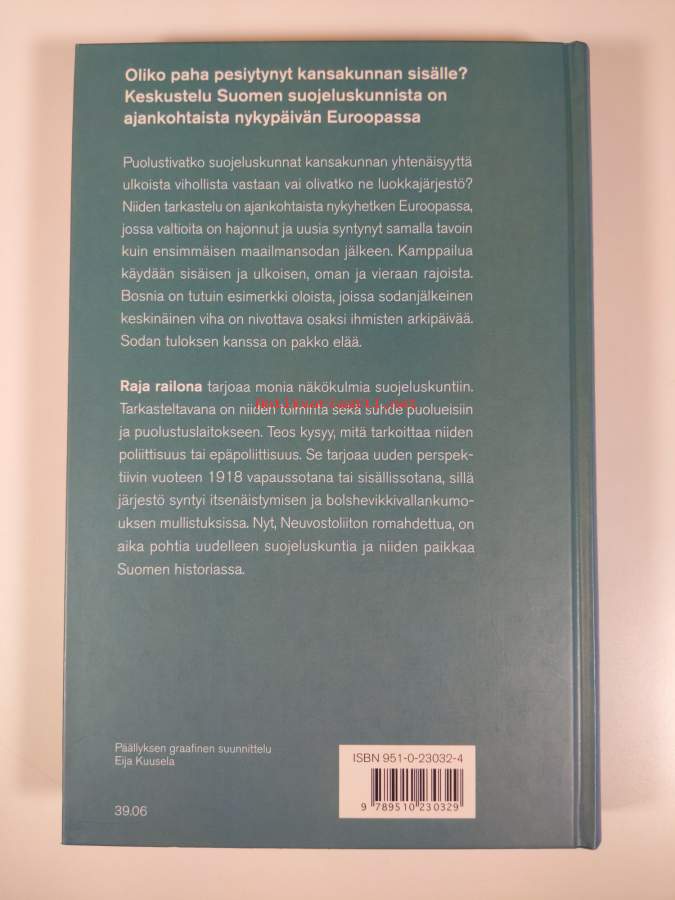 Oliko paha pesiytynyt kansakunnan sisälle?
Keskustelu Suomen suojeluskunnista on
ajankohtaista nykypäivän Euroopassa
Puolustivatko suojeluskunnat kansakunnan yhtenäisyyttä
ulkoista vihollista vastaan vai olivatko ne luokkajärjestö?
Niiden tarkastelu on ajankohtaista nykyhetken Euroopassa,
jossa valtioita on hajonnut ja uusia syntynyt samalla tavoin
kuin ensimmäisen maailmansodan jälkeen. Kamppailua
käydään sisäisen ja ulkoisen, oman ja vieraan rajoista.
Bosnia on tutuin esimerkki oloista, joissa sodanjälkeinen
keskinäinen viha on nivottava osaksi ihmisten arkipäivää.
Sodan tuloksen kanssa on pakko elää.
Raja railona tarjoaa monia näkökulmia suojeluskuntiin.
Tarkasteltavana on niiden toiminta sekä suhde puolueisiin
ja puolustuslaitokseen. Teos kysyy, mitä tarkoittaa niiden
poliittisuus tai epäpoliittisuus. Se tarjoaa uuden perspek-
tiivin vuoteen 1918 vapaussotana tai sisällissotana, sillä
järjestö syntyi itsenäistymisen ja bolshevikkivallankumo-
uksen mullistuksissa. Nyt, Neuvostoliiton romahdettua, on
aika pohtia uudelleen suojeluskuntia ja niiden paikkaa
Suomen historiassa.
Päällyksen graafinen suunnittelu
Eija Kuusela
39.06
ISBN 951-0-23032-4
9 789510 230329